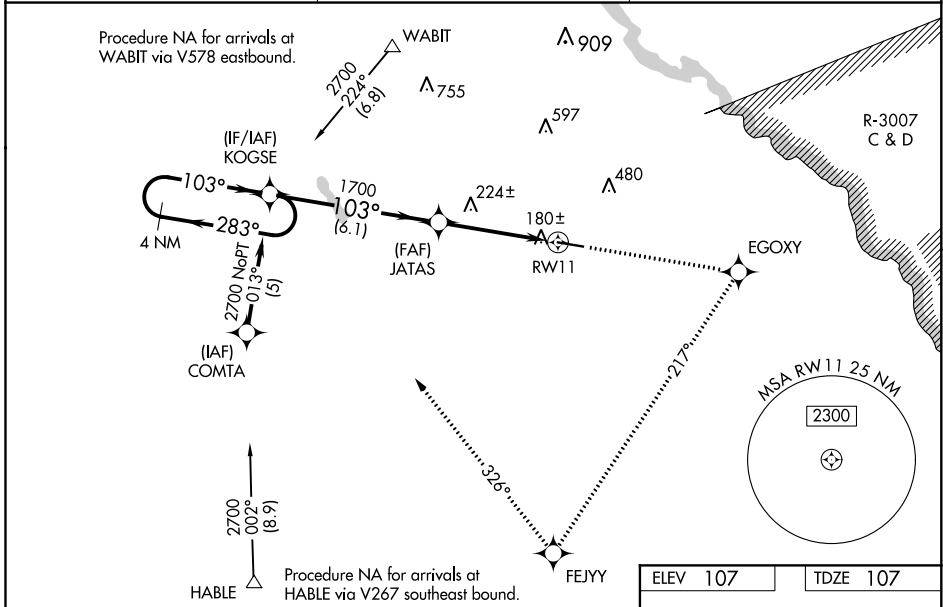 Procedure NA for arrivals at
WABIT via V578 eastbound.
WABIT
2700
224°
(6.8)
909
755
597
480
R-3007
C & D
(IF/IAF)
KOGSE
103°
283°
4 NM
1700
103°
(6.1)
224±
180±
(FAF)
JATAS
RW11
EGOXY
2700 NoPT
013°
(5)
(IAF)
COMTA
217°
326°
MSA RW11 25 NM
2300
2700
002°
(8.9)
HABLE
Procedure NA for arrivals at
HABLE via V267 southeast bound.
FEJYY
ELEV 107
TDZE 107